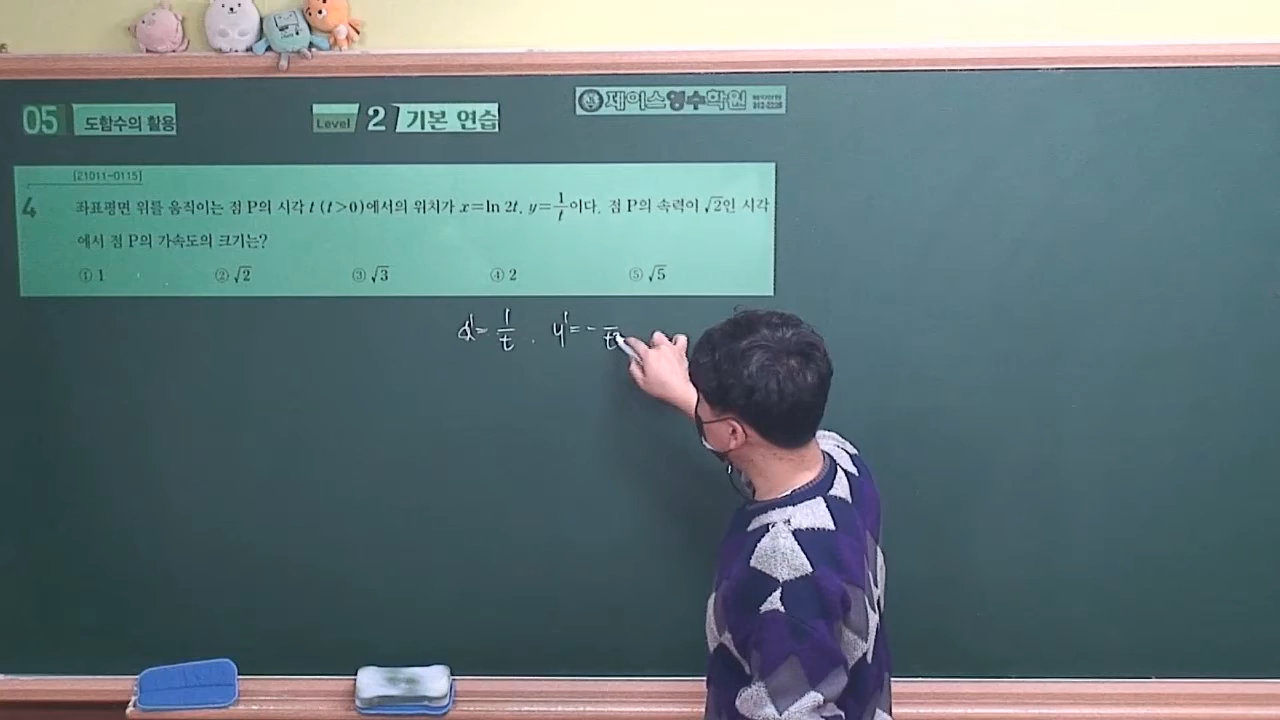 05 도함수의 활용 Level 2 기본 연습 제이스영수학원
[21011-0115]
4 좌표평면 위를 움직이는 점 P의 시각 t (t>0)에서의 위치가 x=ln 2t, y=1/t이다. 점 P의 속력이 √2인 시각
에서 점 P의 가속도의 크기는?
① 1 ② √2 ③ √3 ④ 2 ⑤ √5
x'= 1/t , y'= -